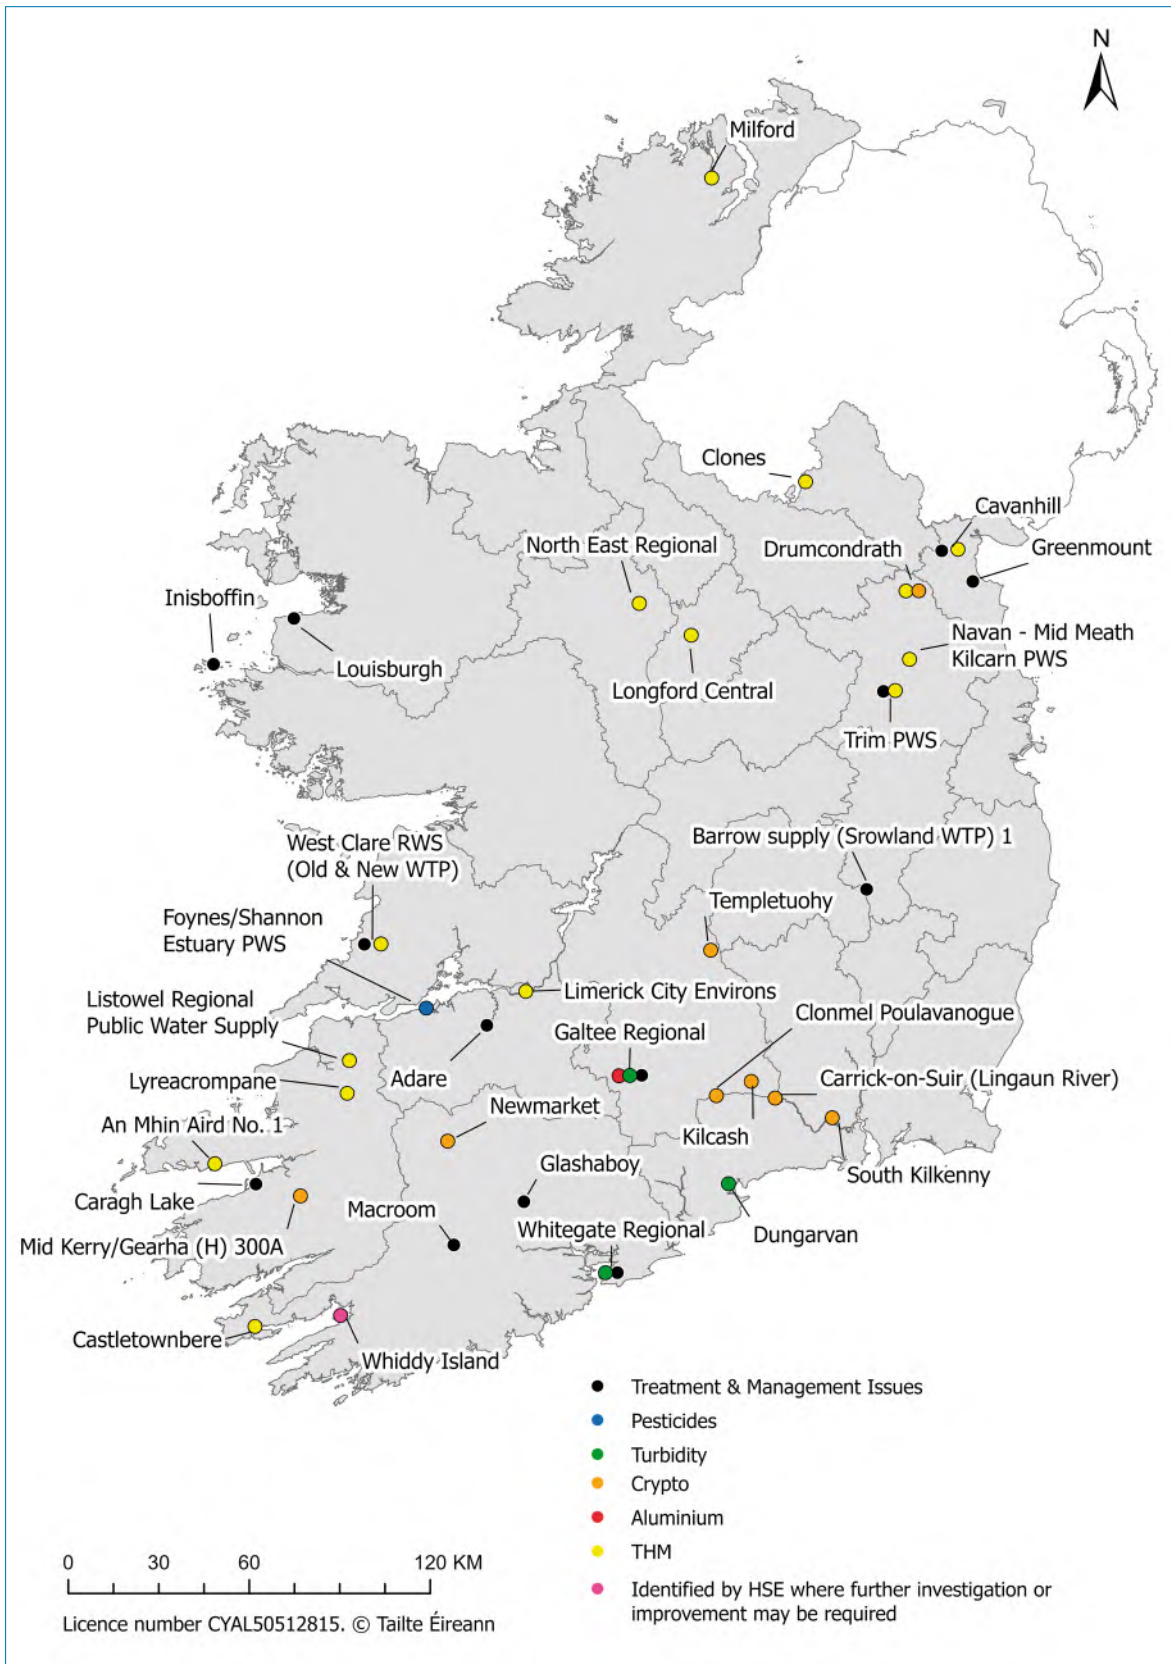 N
Milford
Clones
Cavanhill
North East Regional
Drumcondrath
Greenmount
Inisboffin
Louisburgh
Navan - Mid Meath
Kilcarn PWS
Longford Central
Trim PWS
West Clare RWS
(Old & New WTP)
Barrow supply (Srowland WTP) 1
Templetuohy
Foynes/Shannon
Estuary PWS
Listowel Regional
Public Water Supply
Limerick City Environs
Clonmel Poulavanogue
Galtee Regional
Lyreacrompane
Adare
Carrick-on-Suir (Lingaun River)
Newmarket
An Mhin Aird No. 1
Kilcash
Glashaboy
South Kilkenny
Caragh Lake
Macroom
Whitegate Regional
Dungarvan
Mid Kerry/Gearha (H) 300A
Castletownbere
Whiddy Island
Treatment & Management Issues
Pesticides
Turbidity
Crypto
Aluminium
THM
Identified by HSE where further investigation or
improvement may be required
0 30 60 120 KM
Licence number CYAL50512815. © Tailte Éireann